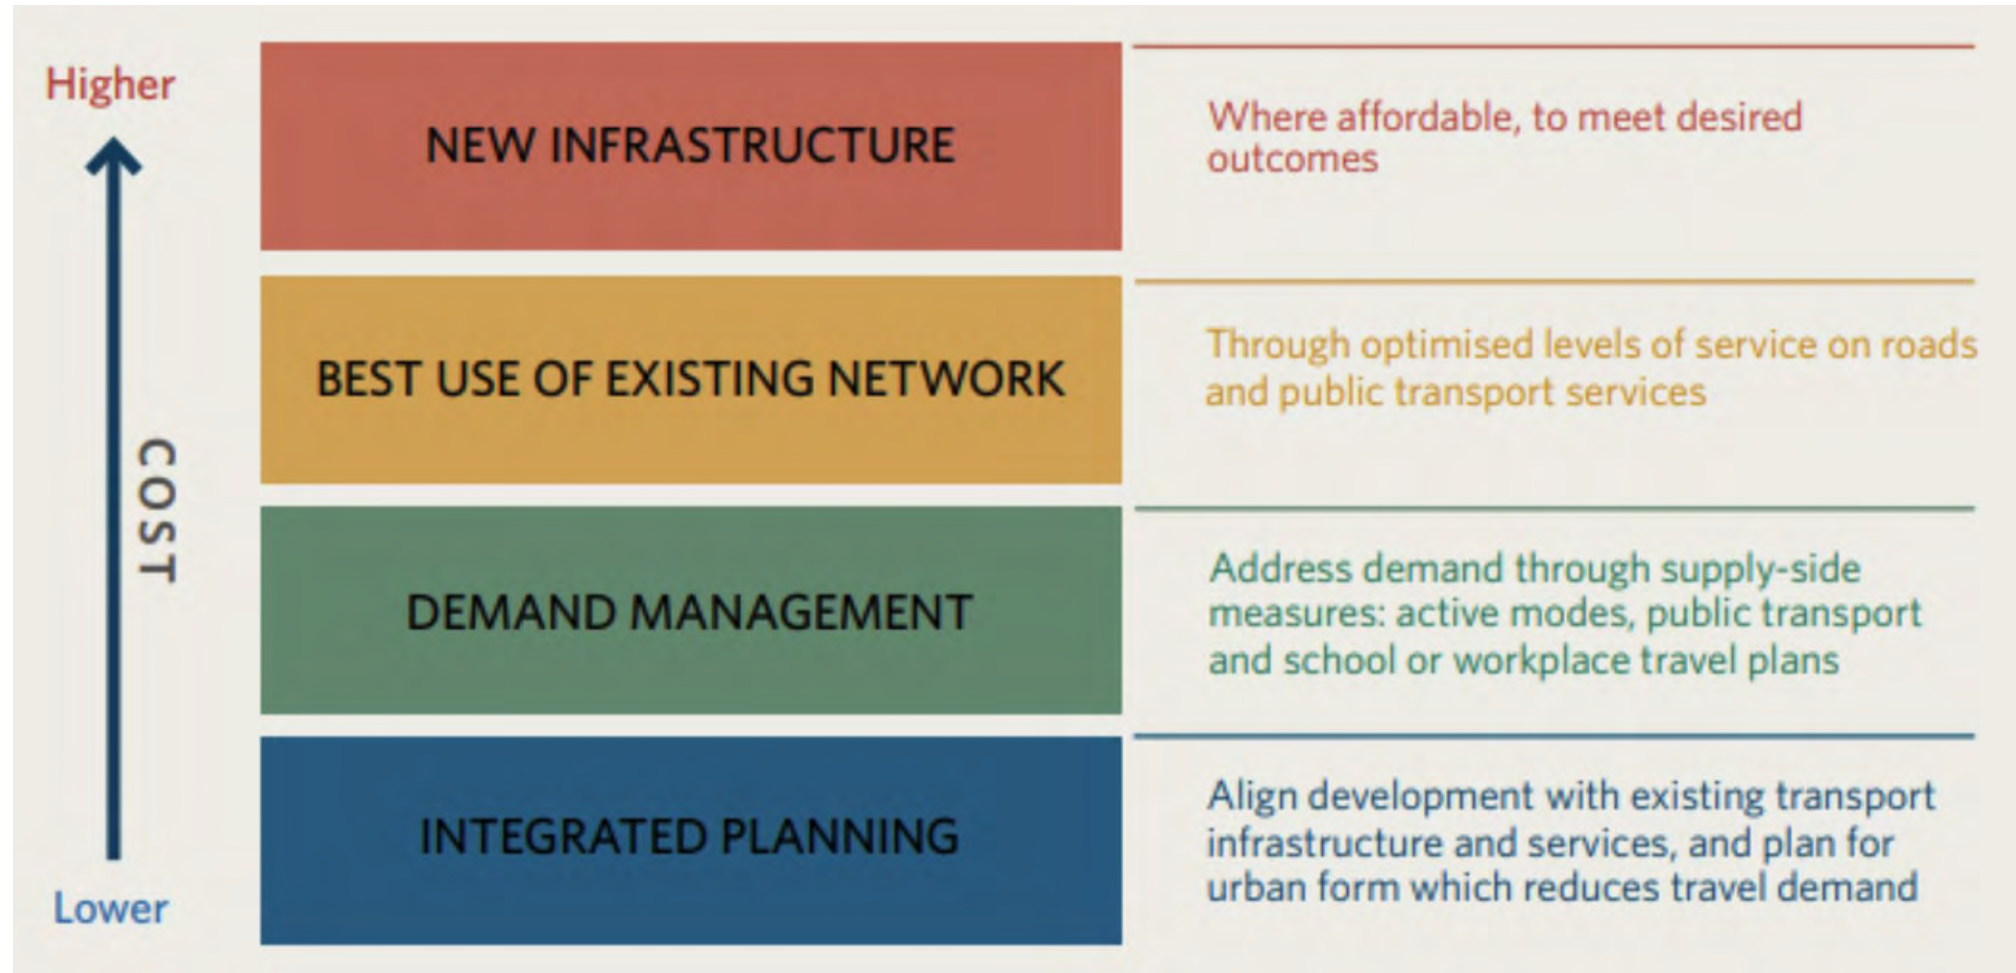 Higher
COST
Lower
NEW INFRASTRUCTURE
Where affordable, to meet desired
outcomes
BEST USE OF EXISTING NETWORK
Through optimised levels of service on roads
and public transport services
DEMAND MANAGEMENT
Address demand through supply-side
measures: active modes, public transport
and school or workplace travel plans
INTEGRATED PLANNING
Align development with existing transport
infrastructure and services, and plan for
urban form which reduces travel demand